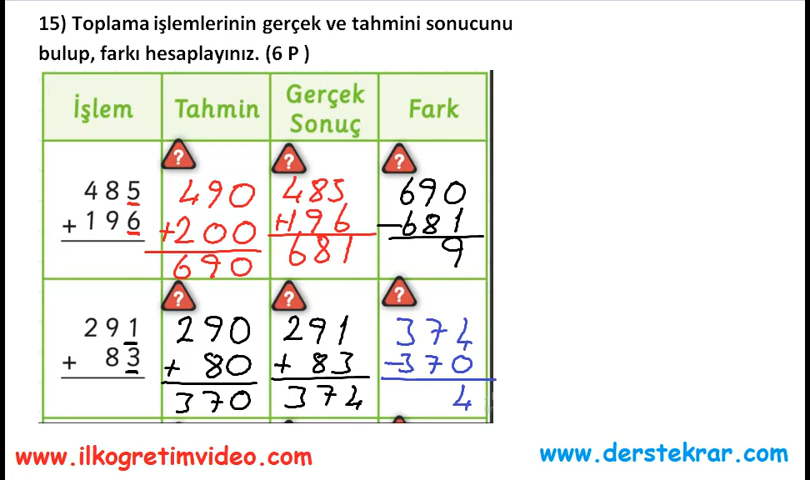 15) Toplama işlemlerinin gerçek ve tahmini sonucunu
bulup, farkı hesaplayınız. (6 P )
İşlem Tahmin Gerçek Sonuç Fark
? ? ?
485 490 485 690
+ 196 +200 +196 -681
690 681 9
? ? ?
291 290 291 374
+ 83 + 80 + 83 -370
370 374 4
www.ilkogretimvideo.com www.derstekrar.com